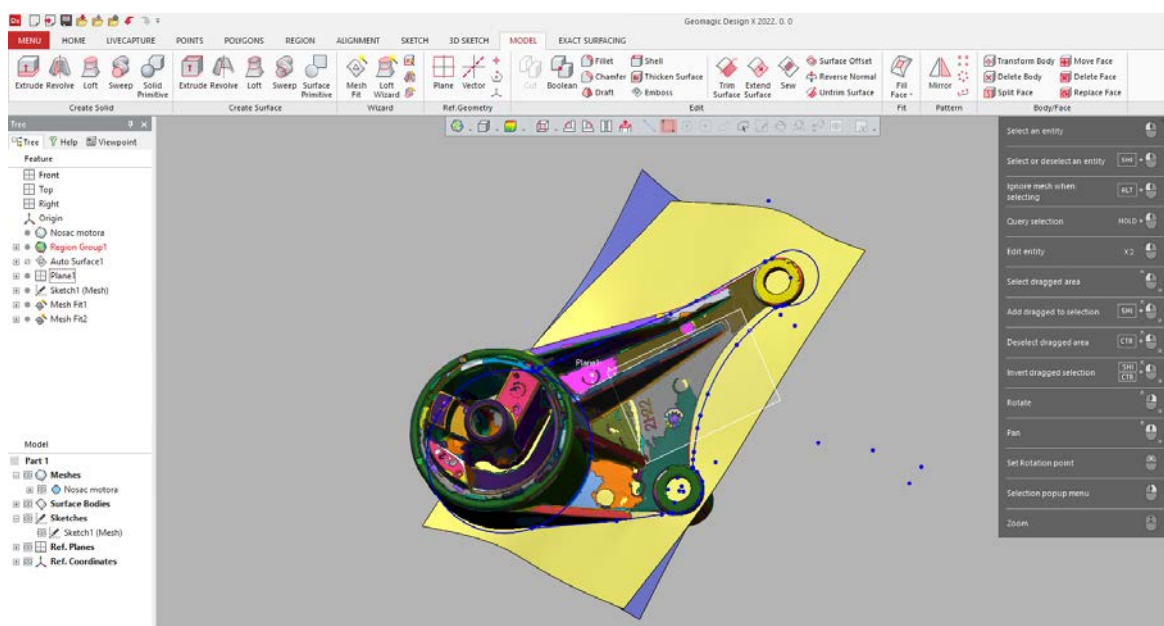 Geomagic Design X 2022. 0. 0
MENU HOME LIVECAPTURE POINTS POLYGONS REGION ALIGNMENT SKETCH 3D SKETCH MODEL EXACT SURFACING
Fillet Shell Surface Offset Transform Body Move Face
Chamfer Thicken Surface Reverse Normal Delete Body Delete Face
Draft Emboss Untrim Surface Split Face Replace Face
Extrude Revolve Loft Sweep Solid Primitive Extrude Revolve Loft Sweep Surface Primitive Mesh Fit Loft Wizard Plane Vector Cut Boolean Trim Surface Extend Surface Sew Fill Face Mirror
Create Solid Create Surface Wizard Ref.Geometry Edit Fit Pattern Body/Face
Tree
Tree Help Viewpoint
Feature
Front
Top
Right
Origin
Nosac motora
Region Group1
Auto Surface1
Plane1
Sketch1 (Mesh)
Mesh Fit1
Mesh Fit2
Model
Part 1
Meshes
Nosac motora
Surface Bodies
Sketches
Sketch1 (Mesh)
Ref. Planes
Ref. Coordinates
Plane1
2H22
Select an entity
Select or deselect an entity SHI +
Ignore mesh when
selecting ALT +
Query selection HOLD +
Edit entity X 2
Select dragged area
Add dragged to selection SHI +
Deselect dragged area CTR +
Invert dragged selection SHI CTR +
Rotate
Pan
Set Rotation point
Selection popup menu
Zoom